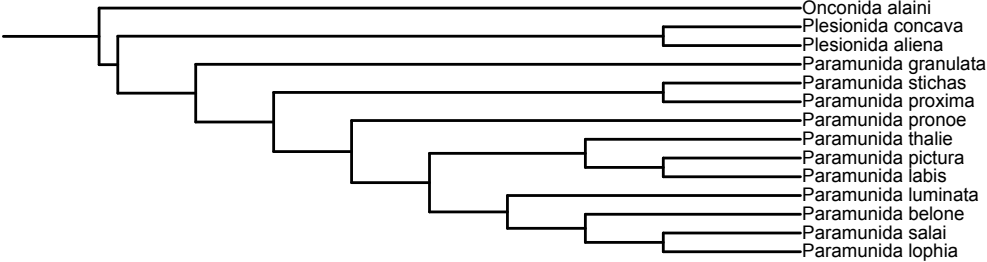 Onconida alaini
Plesionida concava
Plesionida aliena
Paramunida granulata
Paramunida stichas
Paramunida proxima
Paramunida pronoe
Paramunida thalie
Paramunida pictura
Paramunida labis
Paramunida luminata
Paramunida belone
Paramunida salai
Paramunida lophia